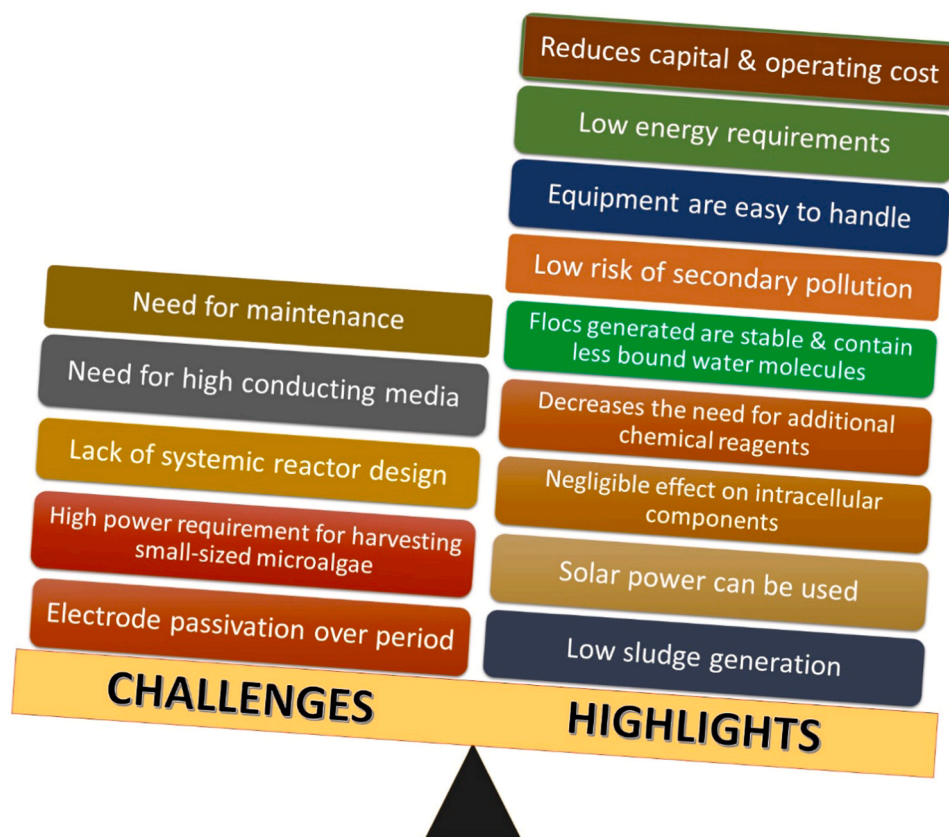 Need for maintenance
Need for high conducting media
Lack of systemic reactor design
High power requirement for harvesting
small-sized microalgae
Electrode passivation over period
CHALLENGES
Reduces capital & operating cost
Low energy requirements
Equipment are easy to handle
Low risk of secondary pollution
Flocs generated are stable & contain
less bound water molecules
Decreases the need for additional
chemical reagents
Negligible effect on intracellular
components
Solar power can be used
Low sludge generation
HIGHLIGHTS